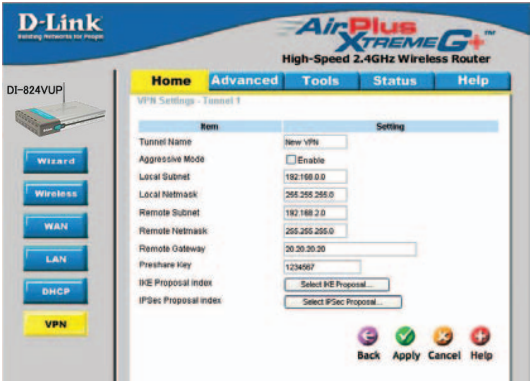 D-Link
Building Networks for People
AirPlus
XTREME G+™
High-Speed 2.4GHz Wireless Router
DI-824VUP
Home Advanced Tools Status Help
VPN Settings - Tunnel 1
Item Setting
Tunnel Name New VPN
Aggressive Mode Enable
Local Subnet 192.168.0.0
Local Netmask 255.255.255.0
Remote Subnet 192.168.2.0
Remote Netmask 255.255.255.0
Remote Gateway 20.20.20.20
Preshare Key 1234567
IKE Proposal index Select IKE Proposal...
IPSec Proposal index Select IPSec Proposal...
Wizard
Wireless
WAN
LAN
DHCP
VPN
Back Apply Cancel Help